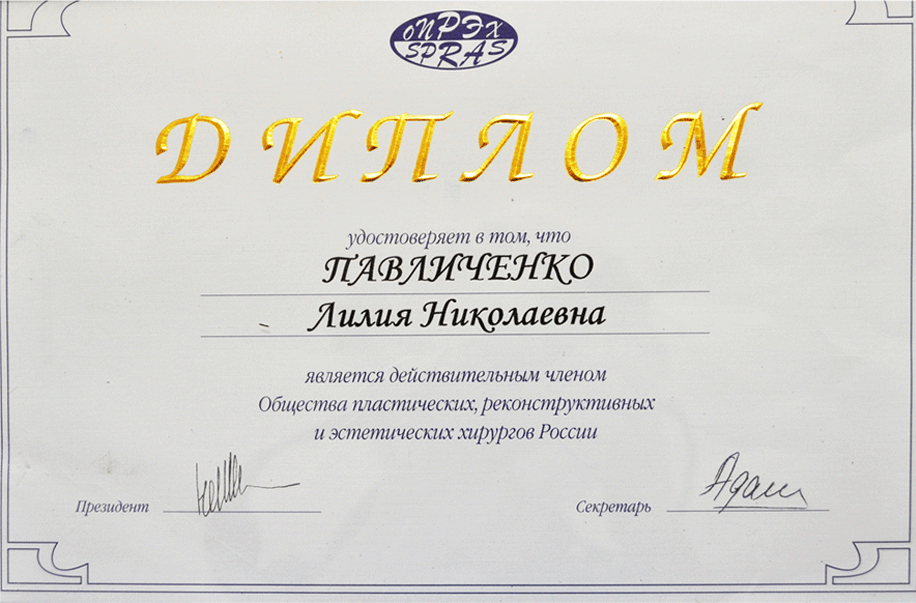 ОПРЭХ
SPRAS
ДИПЛОМ
удостоверяет в том, что
ПАВЛИЧЕНКО
Лилия Николаевна
является действительным членом
Общества пластических, реконструктивных
и эстетических хирургов России
Президент
Секретарь